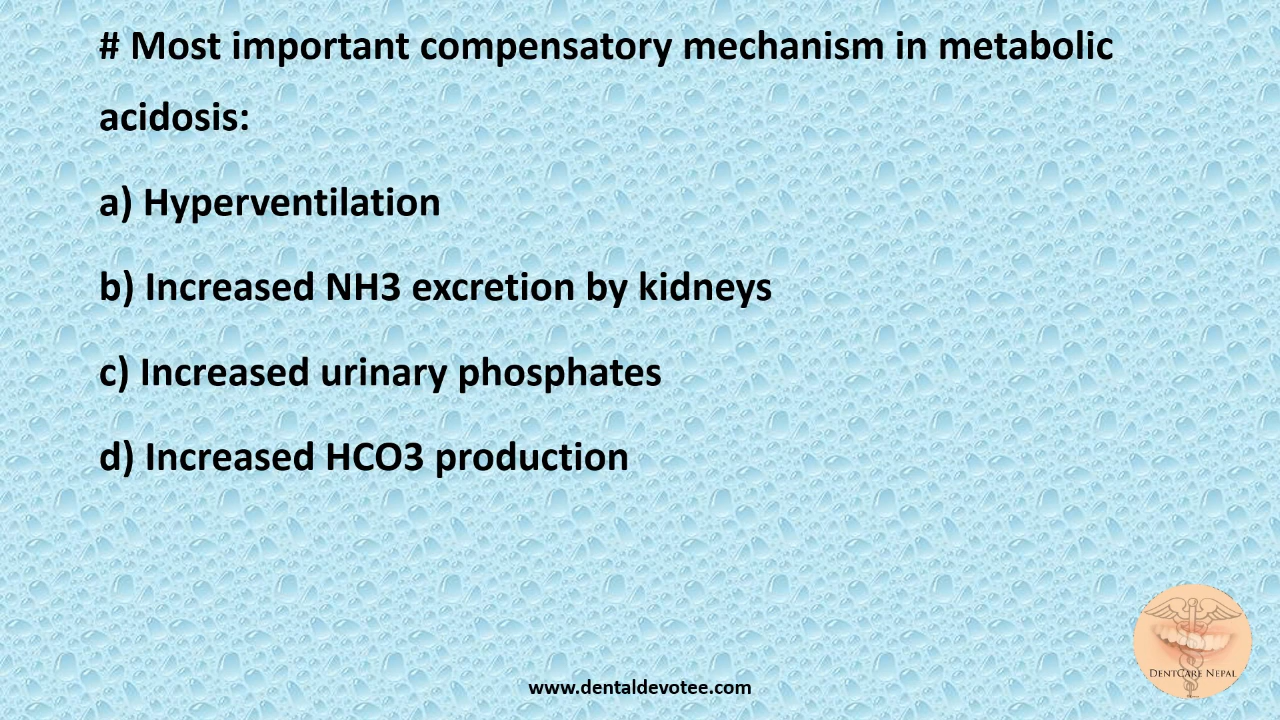 # Most important compensatory mechanism in metabolic
acidosis:
a) Hyperventilation
b) Increased NH3 excretion by kidneys
c) Increased urinary phosphates
d) Increased HCO3 production
www.dentaldevotee.com
DENTCARE NEPAL